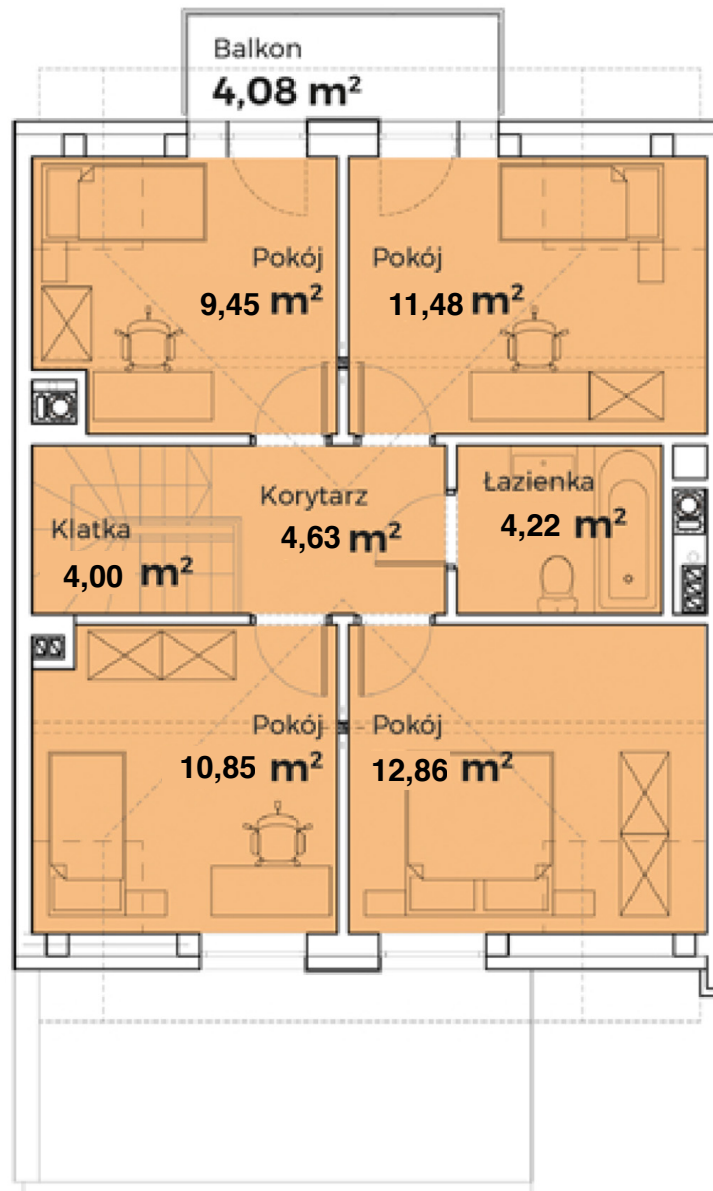 Balkon
4,08 m²
Pokój
9,45 m²
Pokój
11,48 m²
Klatka
4,00 m²
Korytarz
4,63 m²
Łazienka
4,22 m²
Pokój
10,85 m²
Pokój
12,86 m²